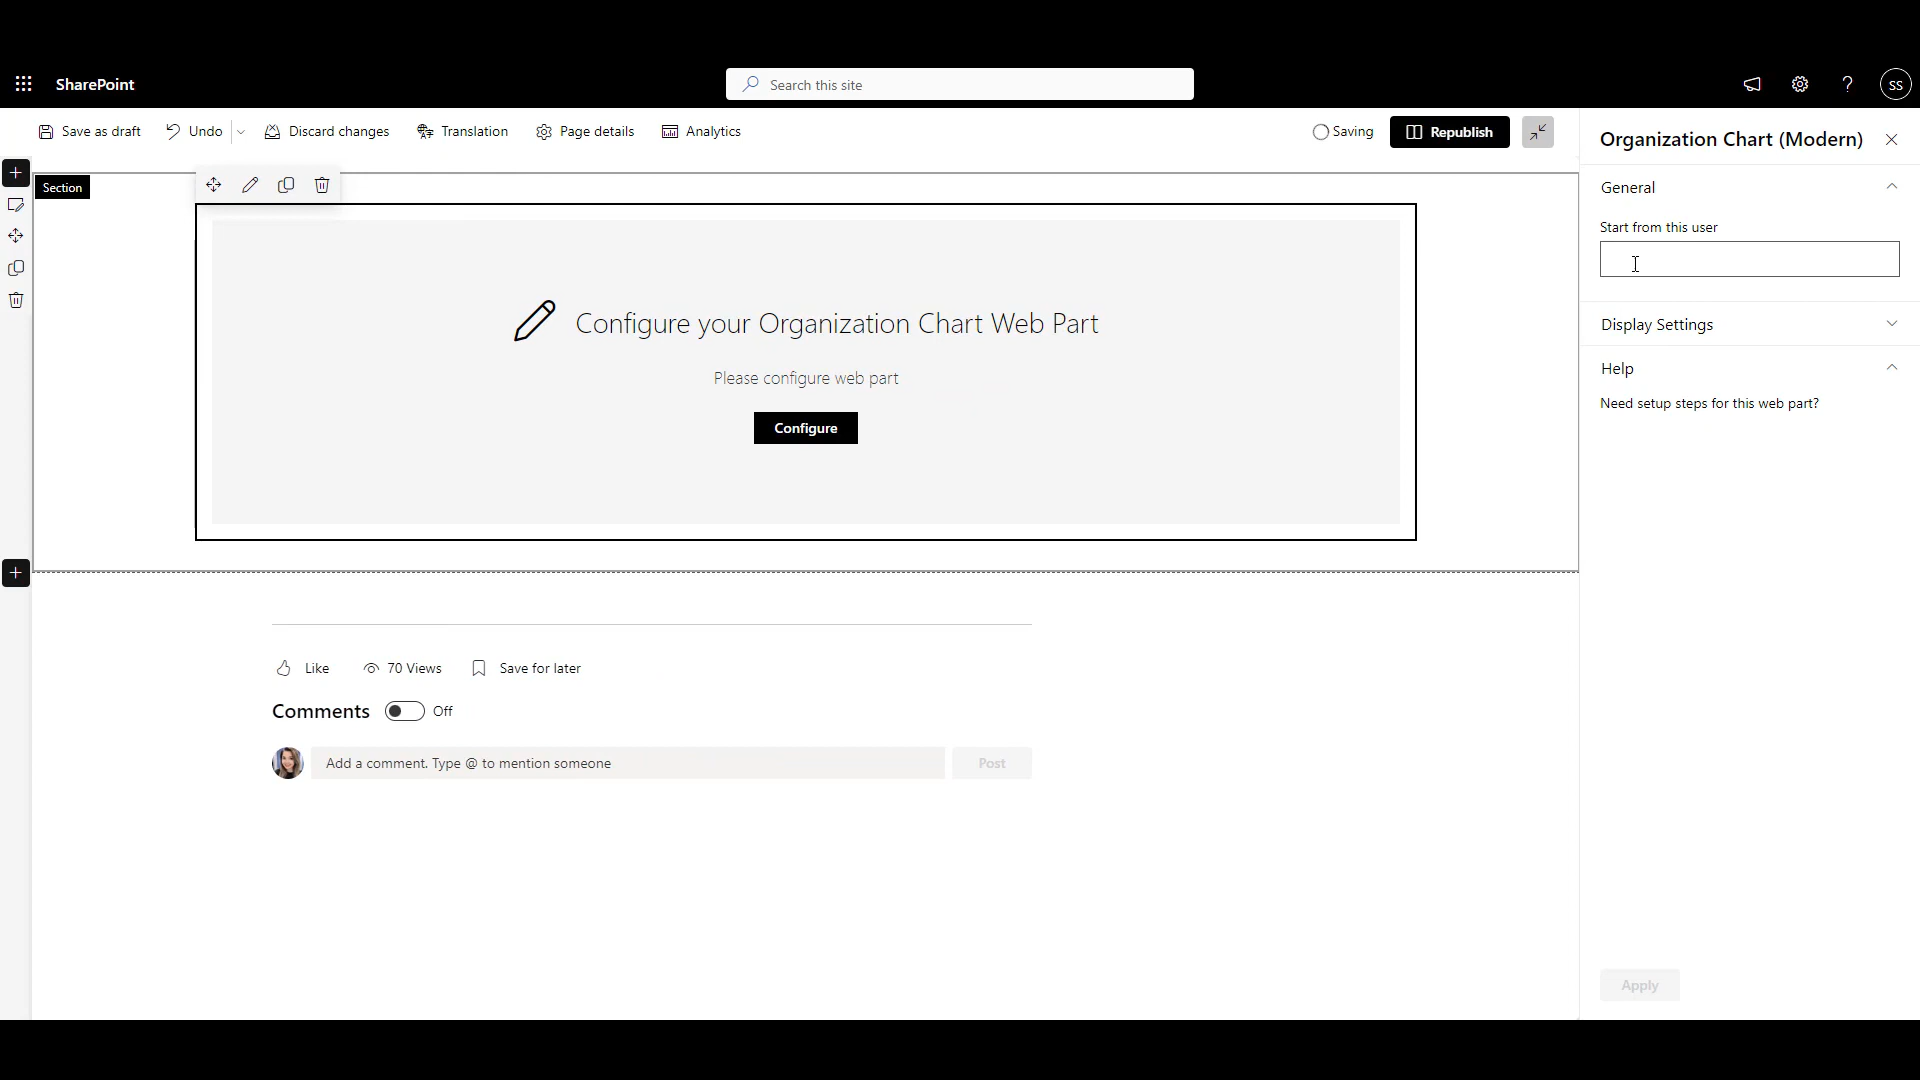 SharePoint
Search this site
SS
Save as draft
Undo
Discard changes
Translation
Page details
Analytics
Saving
Republish
Section
Configure your Organization Chart Web Part
Please configure web part
Configure
Like
70 Views
Save for later
Comments
Off
Add a comment. Type @ to mention someone
Post
Organization Chart (Modern)
General
Start from this user
Display Settings
Help
Need setup steps for this web part?
Apply